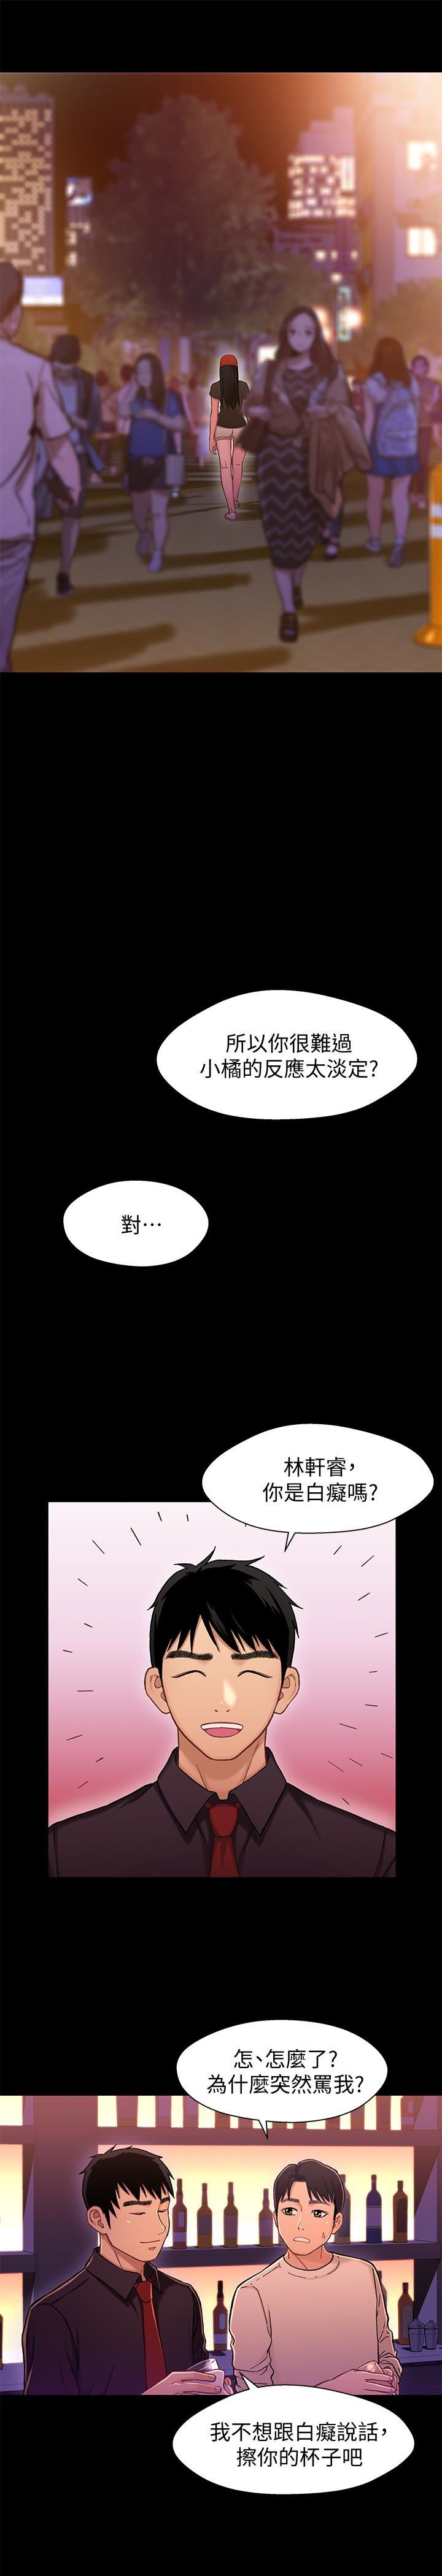 所以你很難過
小橘的反應太淡定?
對⋯
林軒睿,
你是白癡嗎?
怎、怎麼了?
為什麼突然罵我?
我不想跟白癡說話,
擦你的杯子吧